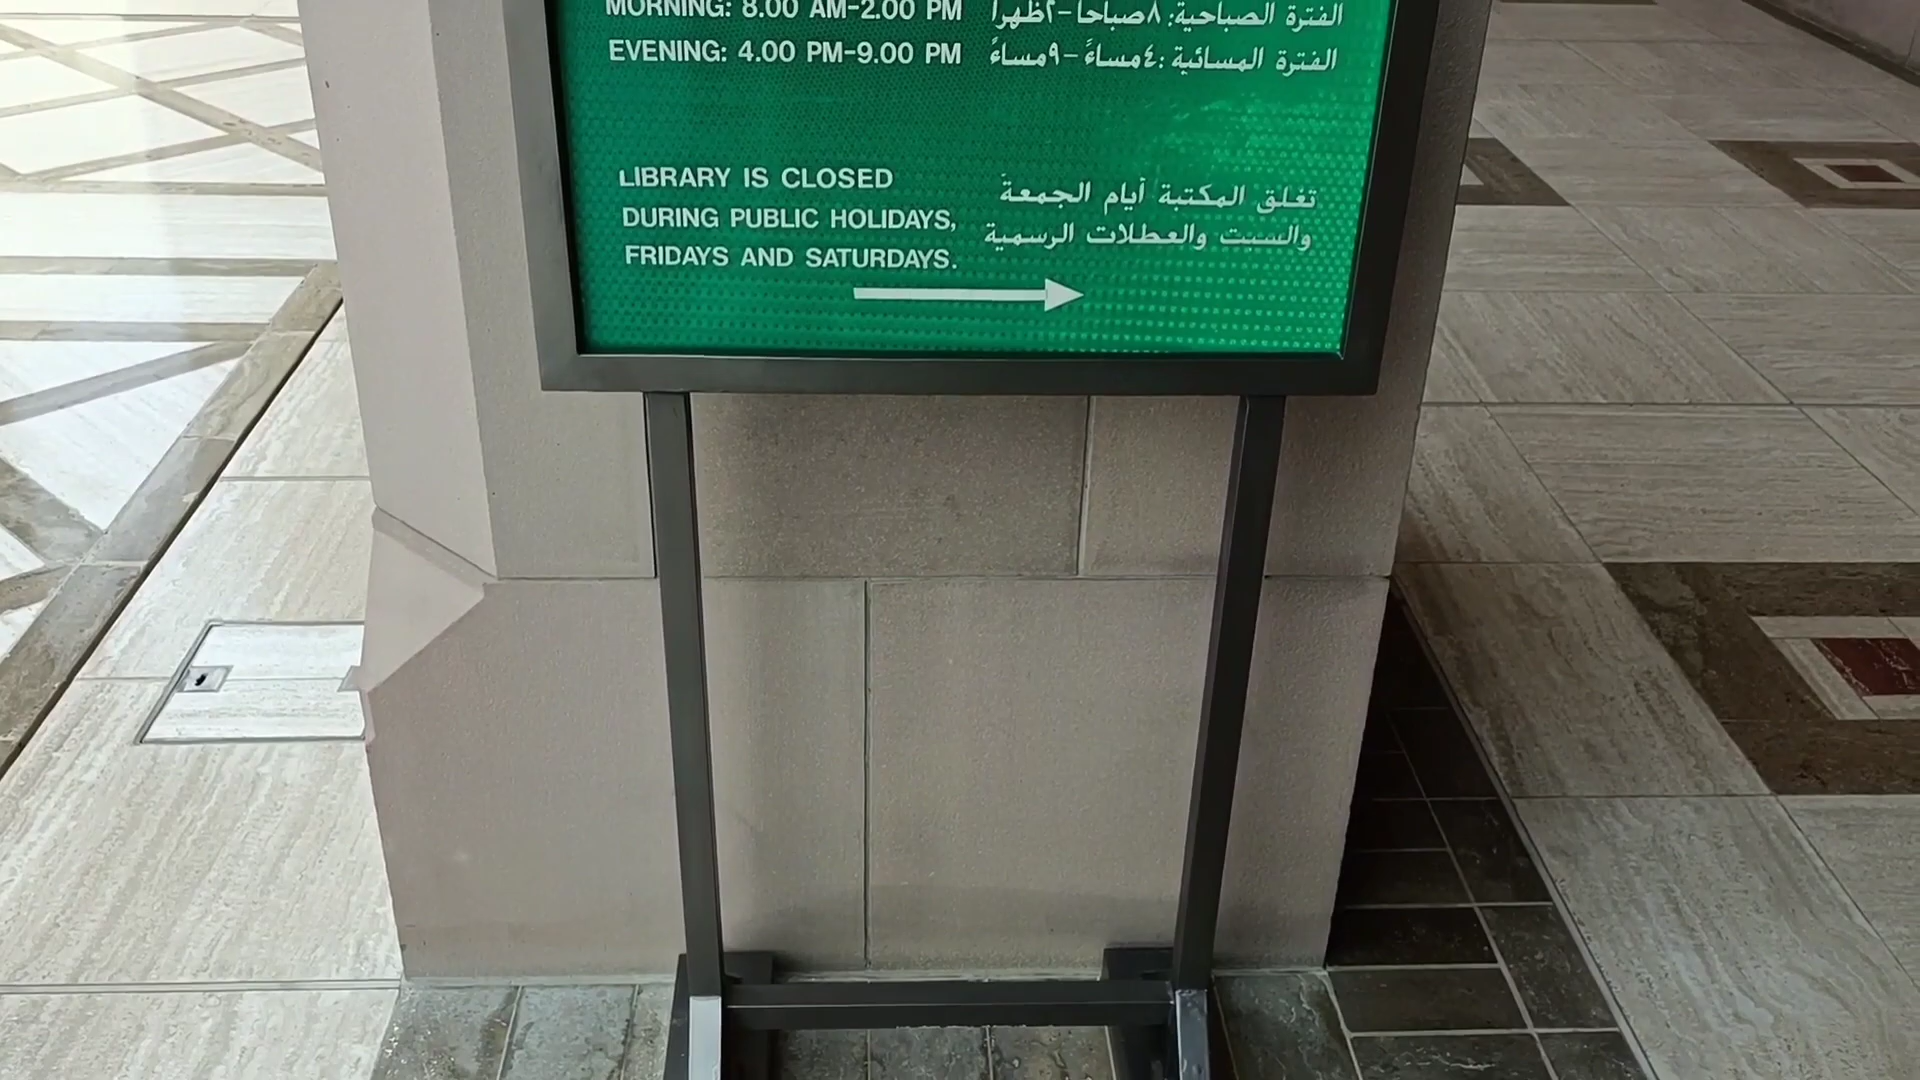 MORNING: 8.00 AM-2.00 PM
الفترة الصباحية: ٨صباحاً-٢ظهراً
EVENING: 4.00 PM-9.00 PM
الفترة المسائية :٤مساءً-٩مساءً
LIBRARY IS CLOSED
DURING PUBLIC HOLIDAYS,
FRIDAYS AND SATURDAYS.
تغلق المكتبة أيام الجمعة
والسبت والعطلات الرسمية